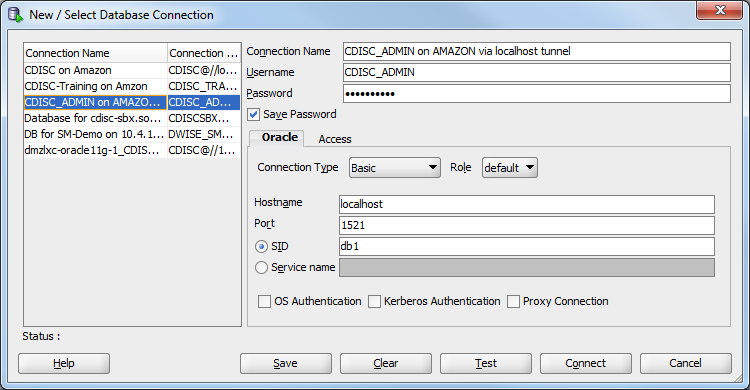 New / Select Database Connection
Connection Name Connection ...
CDISC on Amazon CDISC@//lo...
CDISC-Training on Amzon CDISC_TRA...
CDISC_ADMIN on AMAZO... CDISC_AD...
Database for cdisc-sbx.so... CDISCSBX...
DB for SM-Demo on 10.4.1... DWISE_SM...
dmzlxc-oracle11g-1_CDIS... CDISC@//1...
Connection Name CDISC_ADMIN on AMAZON via localhost tunnel
Username CDISC_ADMIN
Password ••••••••••
Save Password
Oracle Access
Connection Type Basic Role default
Hostname localhost
Port 1521
SID db1
Service name
OS Authentication Kerberos Authentication Proxy Connection
Status :
Help Save Clear Test Connect Cancel